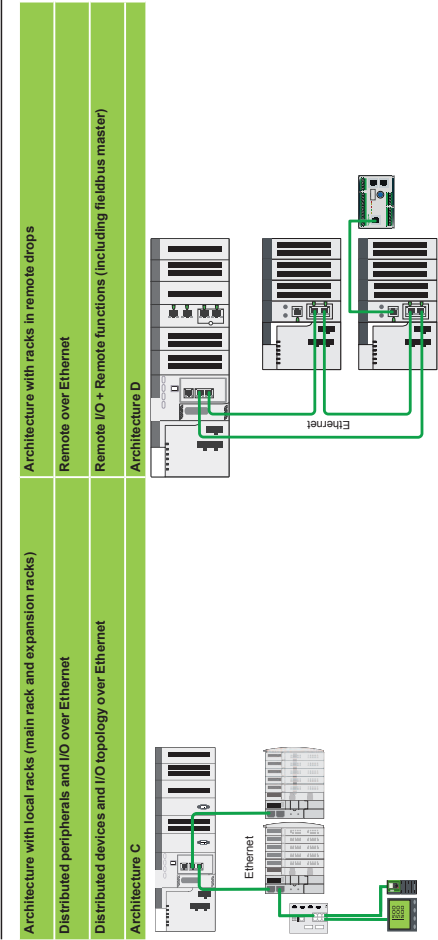 Architecture with local racks (main rack and expansion racks)
Architecture with racks in remote drops
Distributed peripherals and I/O over Ethernet
Remote over Ethernet
Distributed devices and I/O topology over Ethernet
Remote I/O + Remote functions (including fieldbus master)
Architecture C
Architecture D
Ethernet
Ethernet